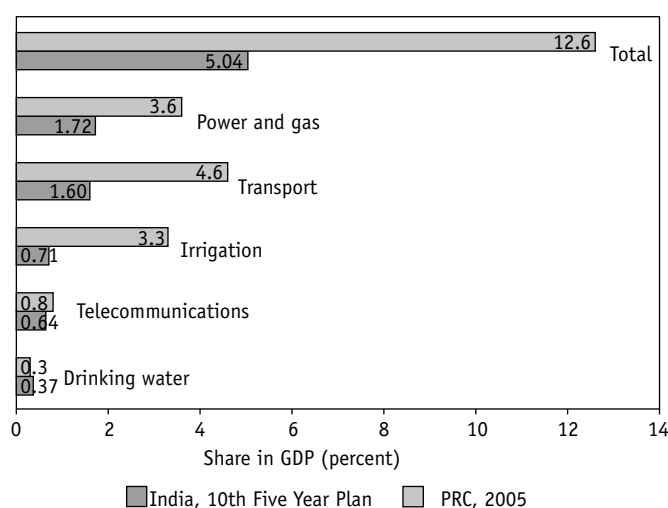 12.6
Total
5.04
3.6
Power and gas
1.72
4.6
Transport
1.60
3.3
Irrigation
0.71
0.8
Telecommunications
0.64
0.3
Drinking water
0.37
0 2 4 6 8 10 12 14
Share in GDP (percent)
India, 10th Five Year Plan PRC, 2005